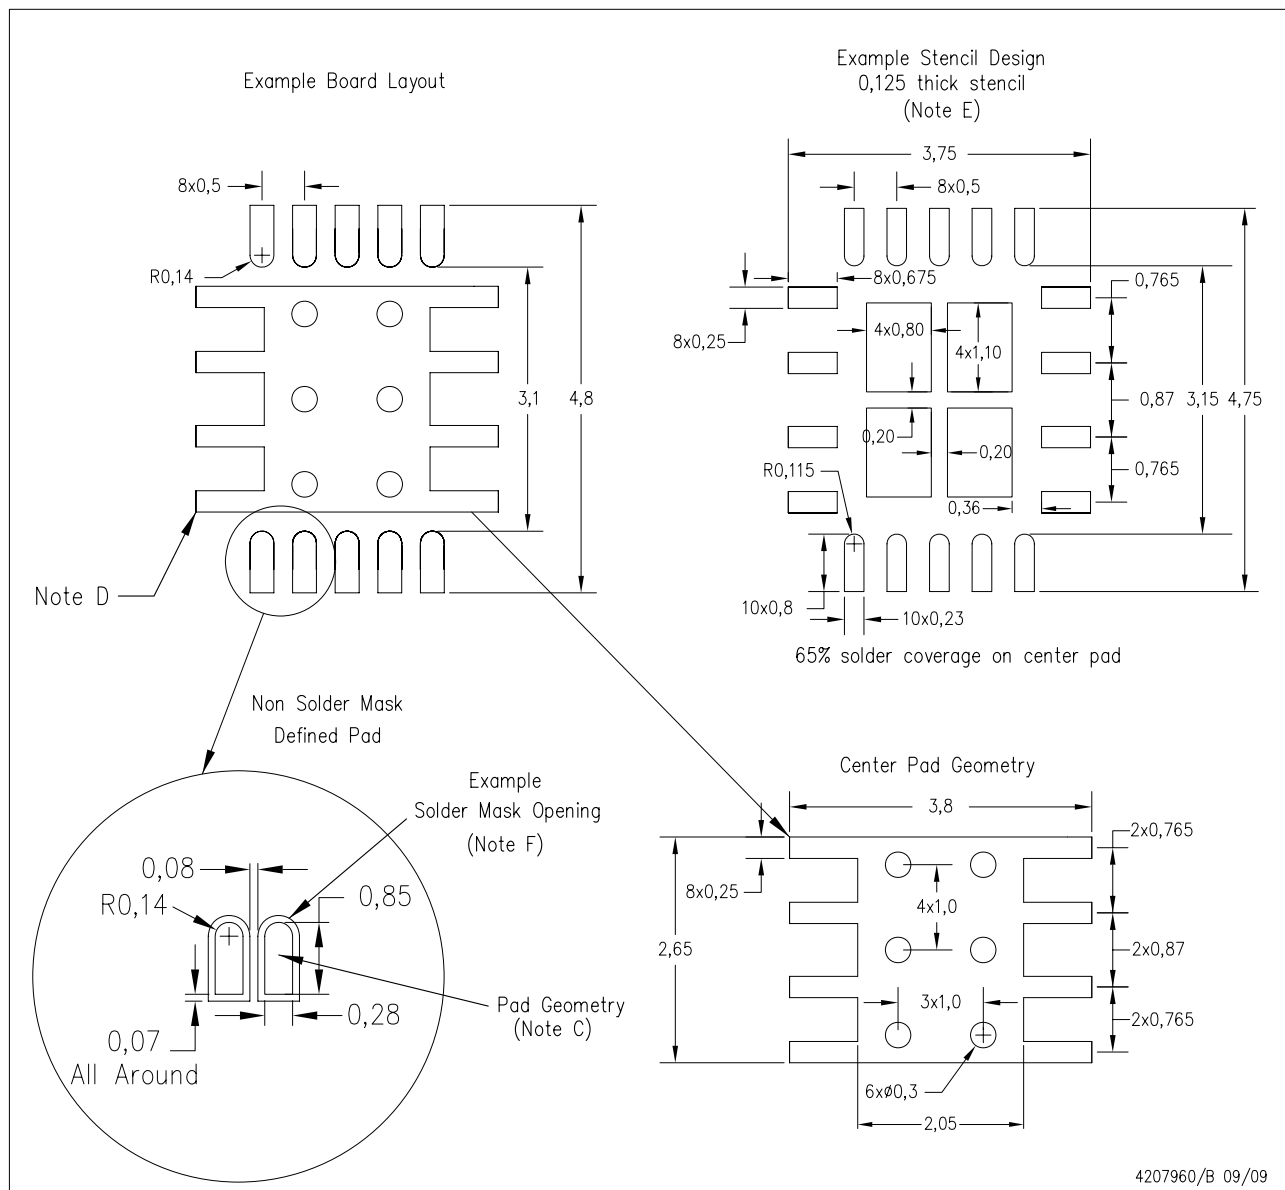 Example Board Layout
8x0,5
R0,14
3,1
4,8
Note D
Example Stencil Design
0,125 thick stencil
(Note E)
3,75
8x0,5
8x0,675
0,765
8x0,25
4x0,80
4x1,10
0,87
3,15
4,75
0,20
0,20
R0,115
0,765
0,36
10x0,8
10x0,23
65% solder coverage on center pad
Non Solder Mask
Defined Pad
Example
Solder Mask Opening
(Note F)
0,08
R0,14
0,85
0,28
Pad Geometry
(Note C)
0,07
All Around
Center Pad Geometry
3,8
2x0,765
8x0,25
4x1,0
2,65
2x0,87
3x1,0
2x0,765
6xø0,3
2,05
4207960/B 09/09